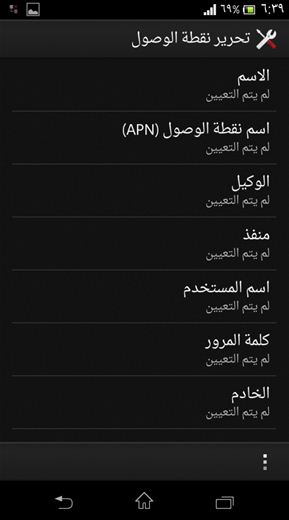 ٦:٣٩ ٦٩%
تحرير نقطة الوصول
الاسم
لم يتم التعيين
اسم نقطة الوصول (APN)
لم يتم التعيين
الوكيل
لم يتم التعيين
منفذ
لم يتم التعيين
اسم المستخدم
لم يتم التعيين
كلمة المرور
لم يتم التعيين
الخادم
لم يتم التعيين